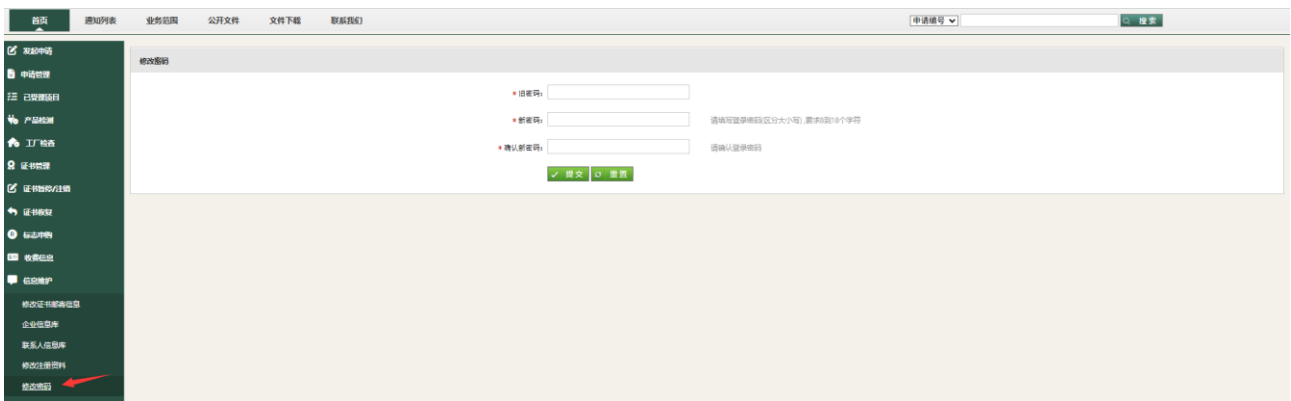 首页 通知列表 业务范围 公开文件 文件下载 联系我们 申请编号 搜索
发起申请
申请管理
已受理项目
产品检测
工厂检查
证书管理
证书暂停/注销
证书恢复
标志申购
收费信息
信息维护
修改证书邮寄信息
企业信息库
联系人信息库
修改注册资料
修改密码
修改密码
* 旧密码:
* 新密码: 请填写登录密码(区分大小写),要求8到18个字符
* 确认新密码: 请确认登录密码
提交 重置